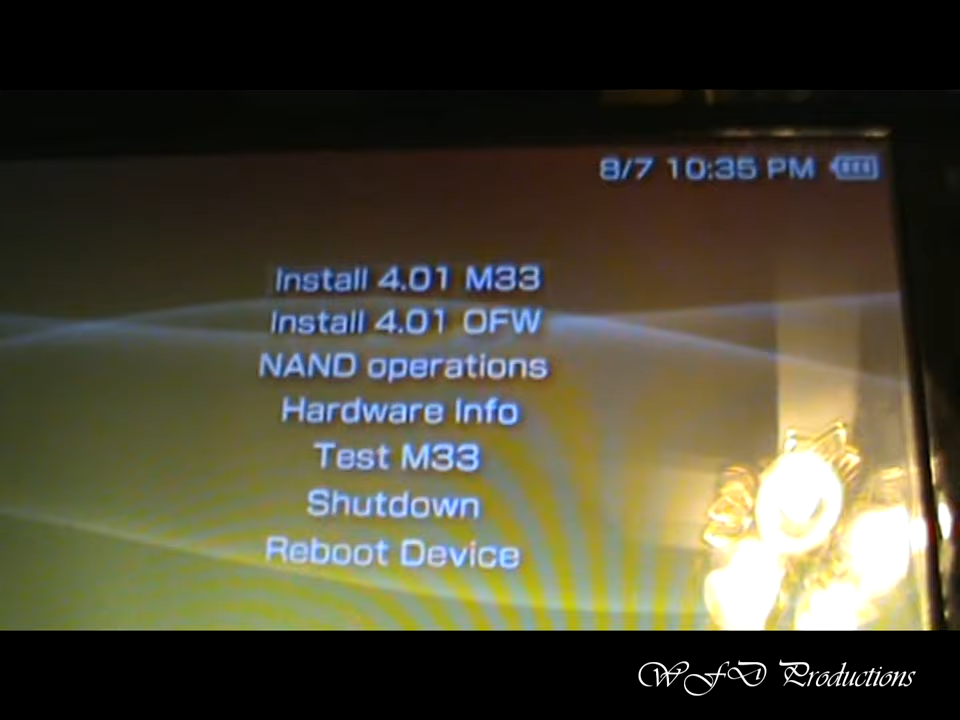 8/7 10:35 PM
Install 4.01 M33
Install 4.01 OFW
NAND operations
Hardware Info
Test M33
Shutdown
Reboot Device
WFD Productions